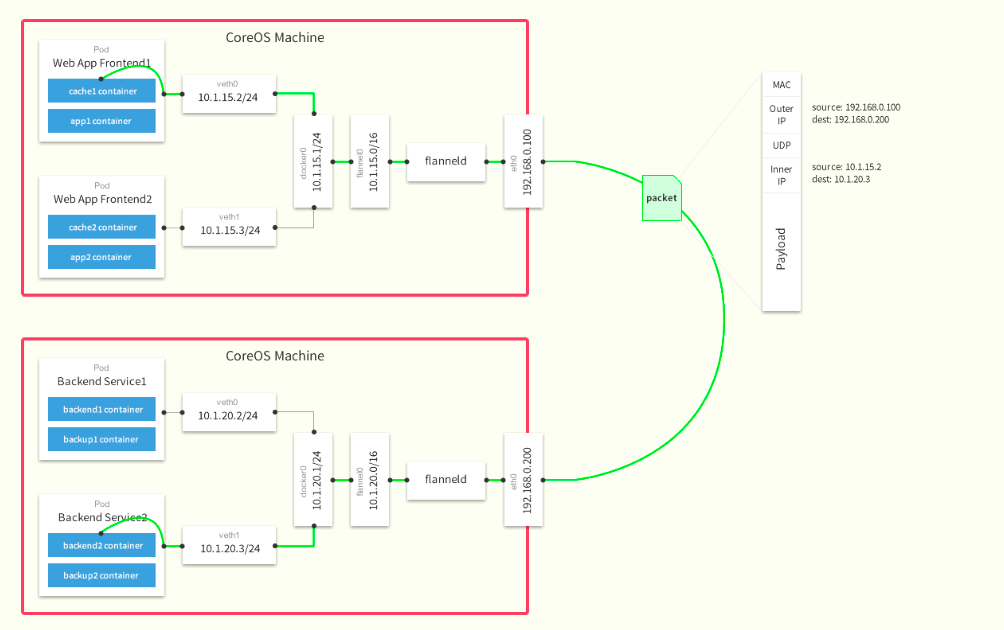 CoreOS Machine
Pod
Web App Frontend1
cache1 container
app1 container
veth0
10.1.15.2/24
Pod
Web App Frontend2
cache2 container
app2 container
veth1
10.1.15.3/24
docker0
10.1.15.1/24
flannel0
10.1.15.0/16
flanneld
eth0
192.168.0.100
packet
MAC
Outer
IP
source: 192.168.0.100
dest: 192.168.0.200
UDP
Inner
IP
source: 10.1.15.2
dest: 10.1.20.3
Payload
CoreOS Machine
Pod
Backend Service1
backend1 container
backup1 container
veth0
10.1.20.2/24
Pod
Backend Service2
backend2 container
backup2 container
veth1
10.1.20.3/24
docker0
10.1.20.1/24
flannel0
10.1.20.0/16
flanneld
eth0
192.168.0.200